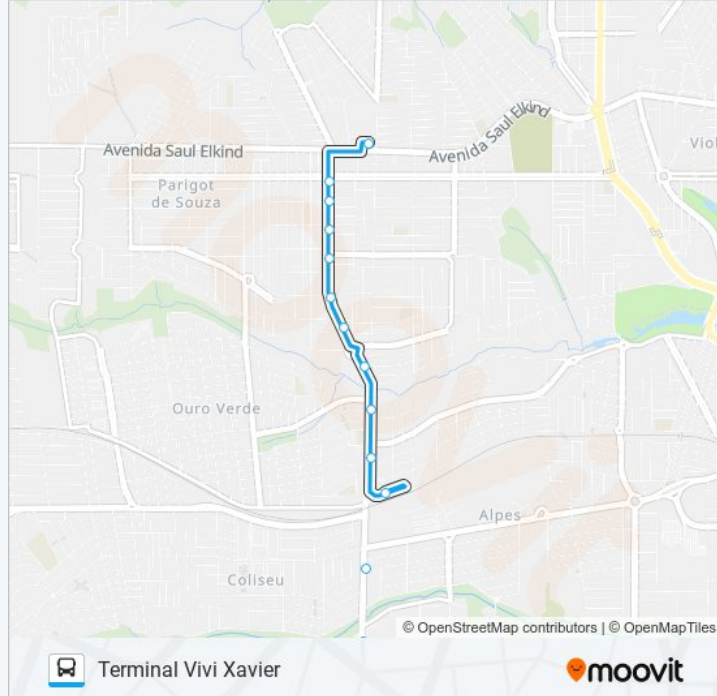 Avenida Saul Elkind
Avenida Saul Elkind
Parigot
de Souza
Ouro Verde
Alpes
Coliseu
© OpenStreetMap contributors | © OpenMapTiles
Terminal Vivi Xavier
moovit